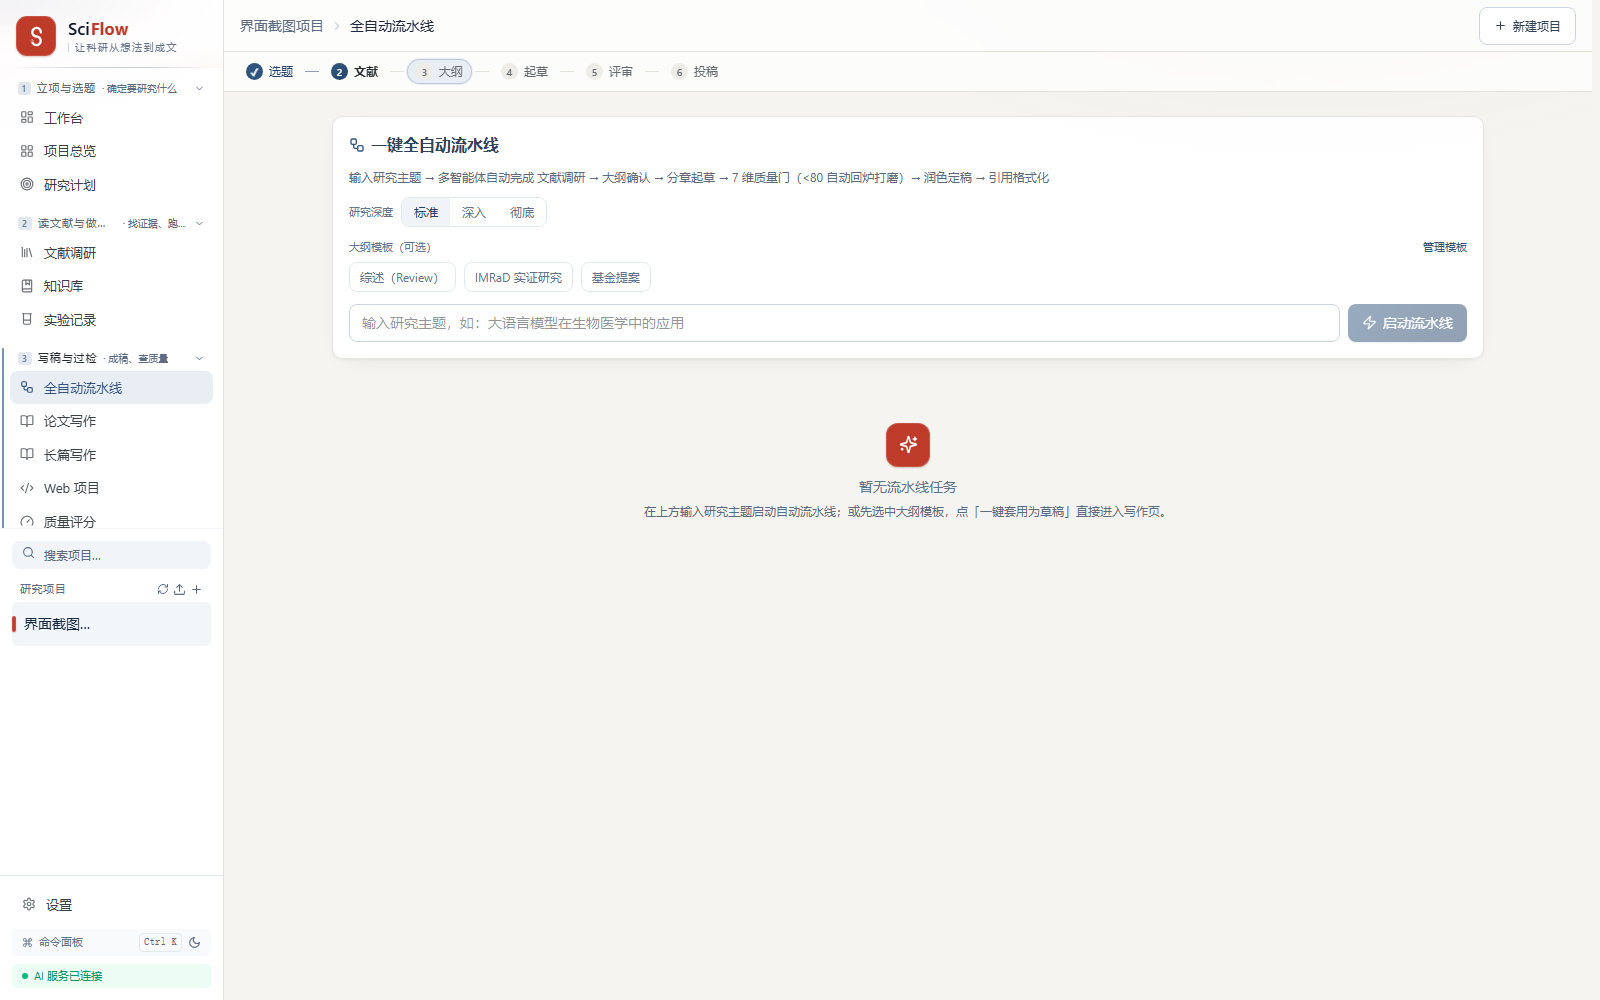 S
SciFlow
让科研从想法到成文
1 立项与选题 · 确定要研究什么
工作台
项目总览
研究计划
2 读文献与做... · 找证据、跑...
文献调研
知识库
实验记录
3 写稿与过检 · 成稿、查质量
全自动流水线
论文写作
长篇写作
Web 项目
质量评分
搜索项目...
研究项目
界面截图...
设置
命令面板 Ctrl K
AI 服务已连接
界面截图项目 全自动流水线
新建项目
选题 2 文献 3 大纲 4 起草 5 评审 6 投稿
一键全自动流水线
输入研究主题 → 多智能体自动完成 文献调研 → 大纲确认 → 分章起草 → 7 维质量门（<80 自动回炉打磨）→ 润色定稿 → 引用格式化
研究深度 标准 深入 彻底
大纲模板（可选） 管理模板
综述（Review） IMRaD 实证研究 基金提案
输入研究主题，如：大语言模型在生物医学中的应用 启动流水线
暂无流水线任务
在上方输入研究主题启动自动流水线；或先选中大纲模板，点「一键套用为草稿」直接进入写作页。